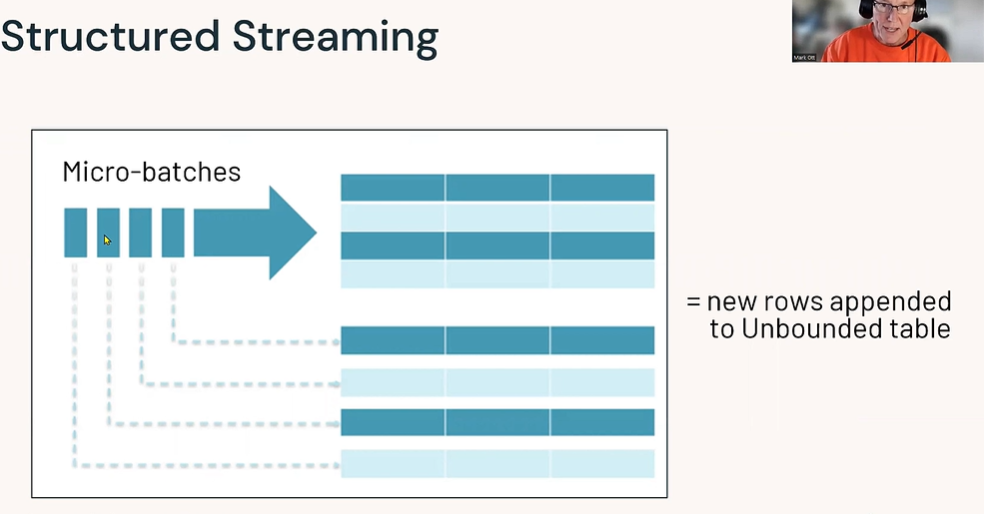 Structured Streaming
Mark Ott
Micro-batches
= new rows appended
to Unbounded table